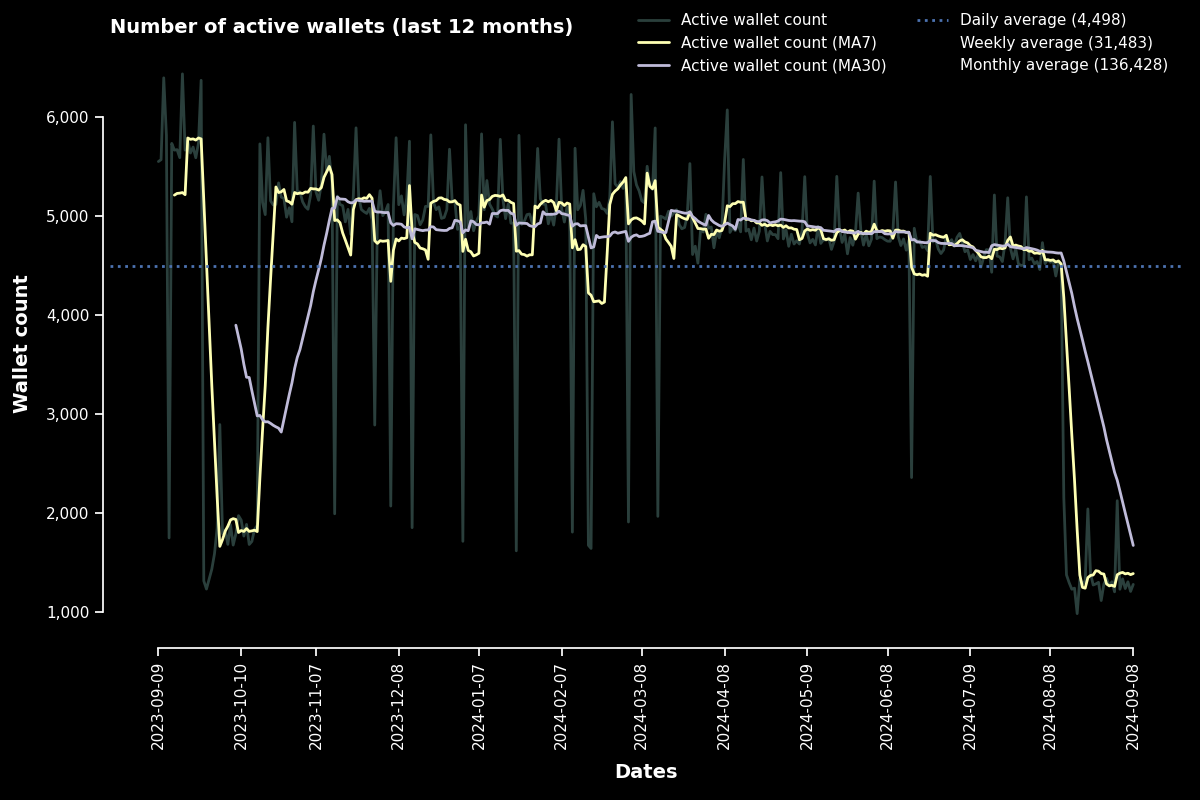 Number of active wallets (last 12 months)
Active wallet count
Active wallet count (MA7)
Active wallet count (MA30)
Daily average (4,498)
Weekly average (31,483)
Monthly average (136,428)
Wallet count
6,000
5,000
4,000
3,000
2,000
1,000
2023-09-09
2023-10-10
2023-11-07
2023-12-08
2024-01-07
2024-02-07
2024-03-08
2024-04-08
2024-05-09
2024-06-08
2024-07-09
2024-08-08
2024-09-08
Dates